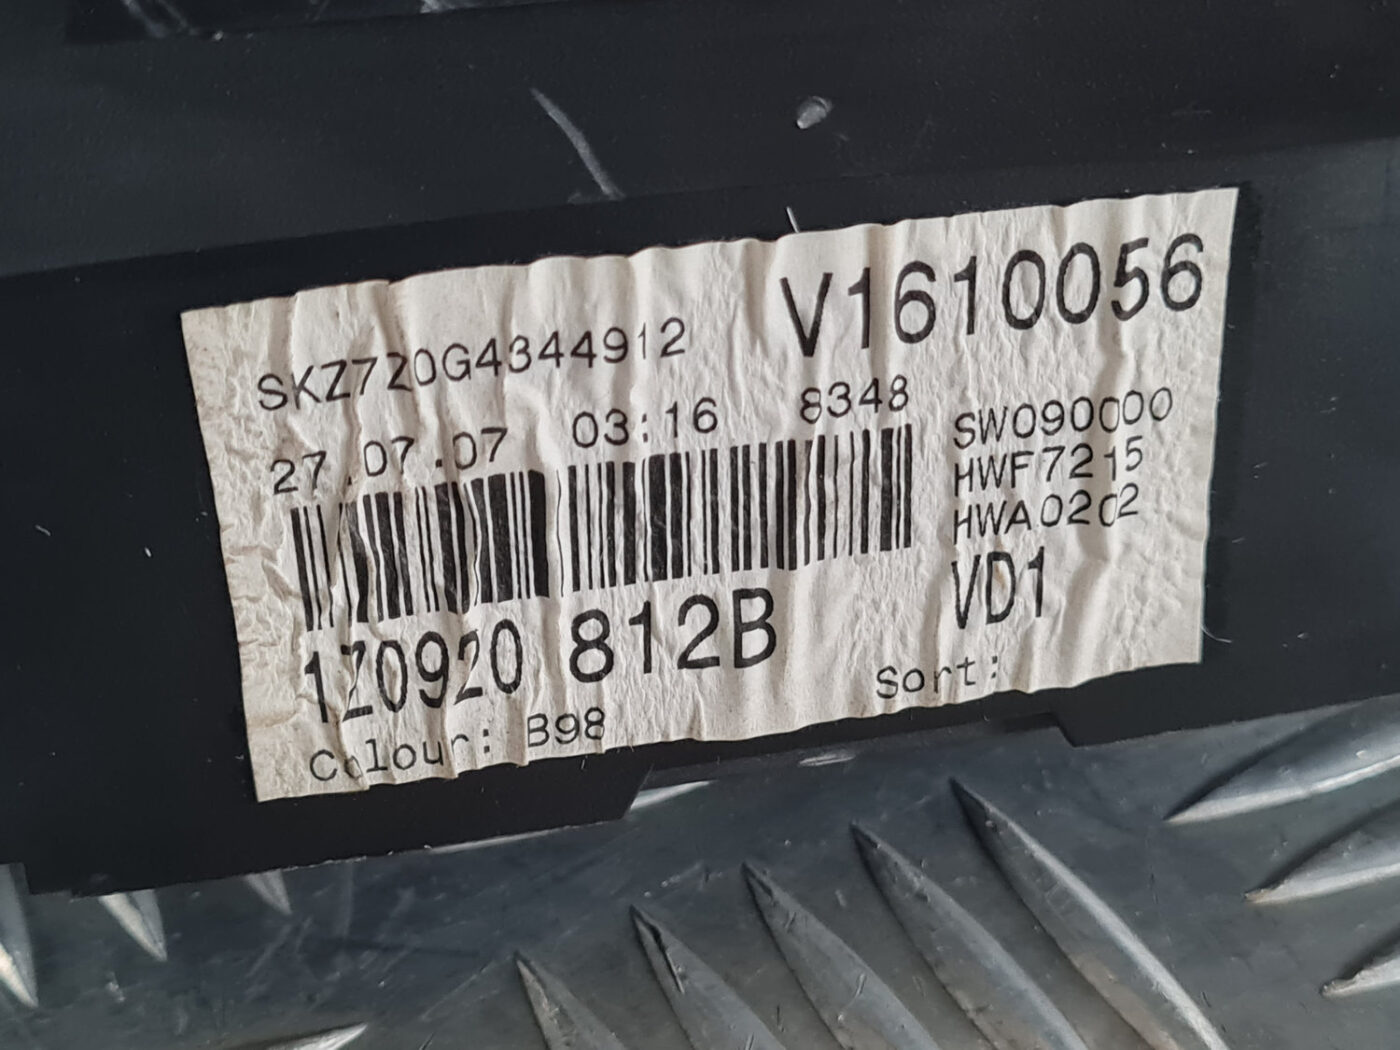 V1610056
SKZ7Z0G4344912
27.07.07 03:16 8348
SW090000
HWF7215
HWA0202
VD1
1Z0920 812B
Sort:
Colour: B98